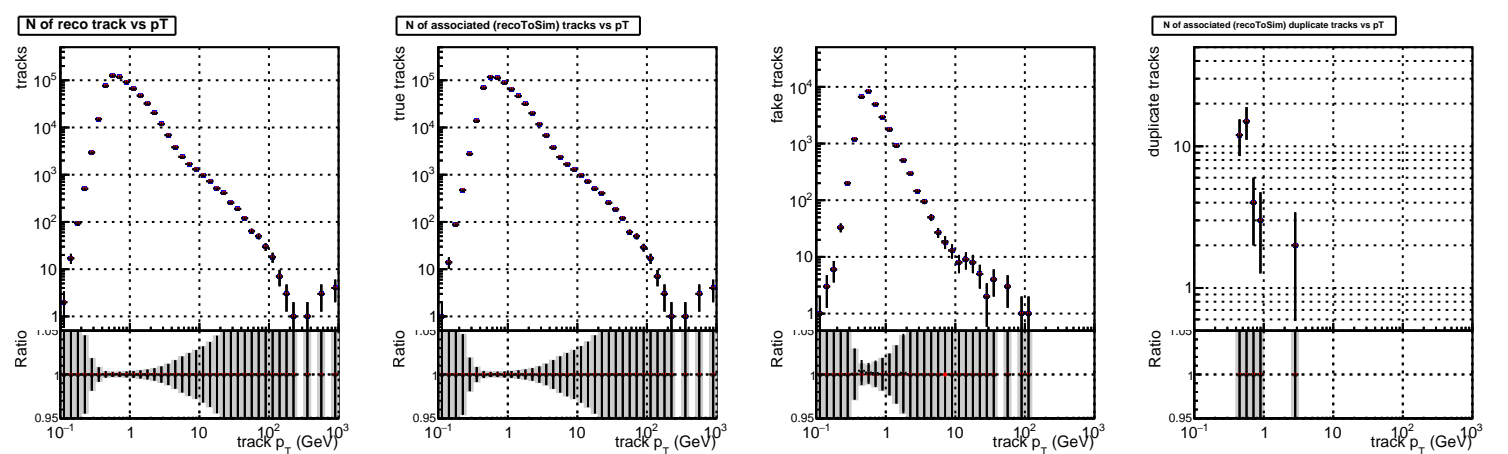 N of reco track vs pT
tracks
10^5
10^4
10^3
10^2
10
1
Ratio
1.05
1
0.95
10^−1 1 10 10^2 10^3
track p_T (GeV)
N of associated (recoToSim) tracks vs pT
true tracks
10^5
10^4
10^3
10^2
10
1
Ratio
1.05
1
0.95
10^−1 1 10 10^2 10^3
track p_T (GeV)
fake tracks
10^4
10^3
10^2
10
1
Ratio
1.05
1
0.95
10^−1 1 10 10^2 10^3
track p_T (GeV)
N of associated (recoToSim) duplicate tracks vs pT
duplicate tracks
10
1
Ratio
1.05
1
0.95
10^−1 1 10 10^2 10^3
track p_T (GeV)